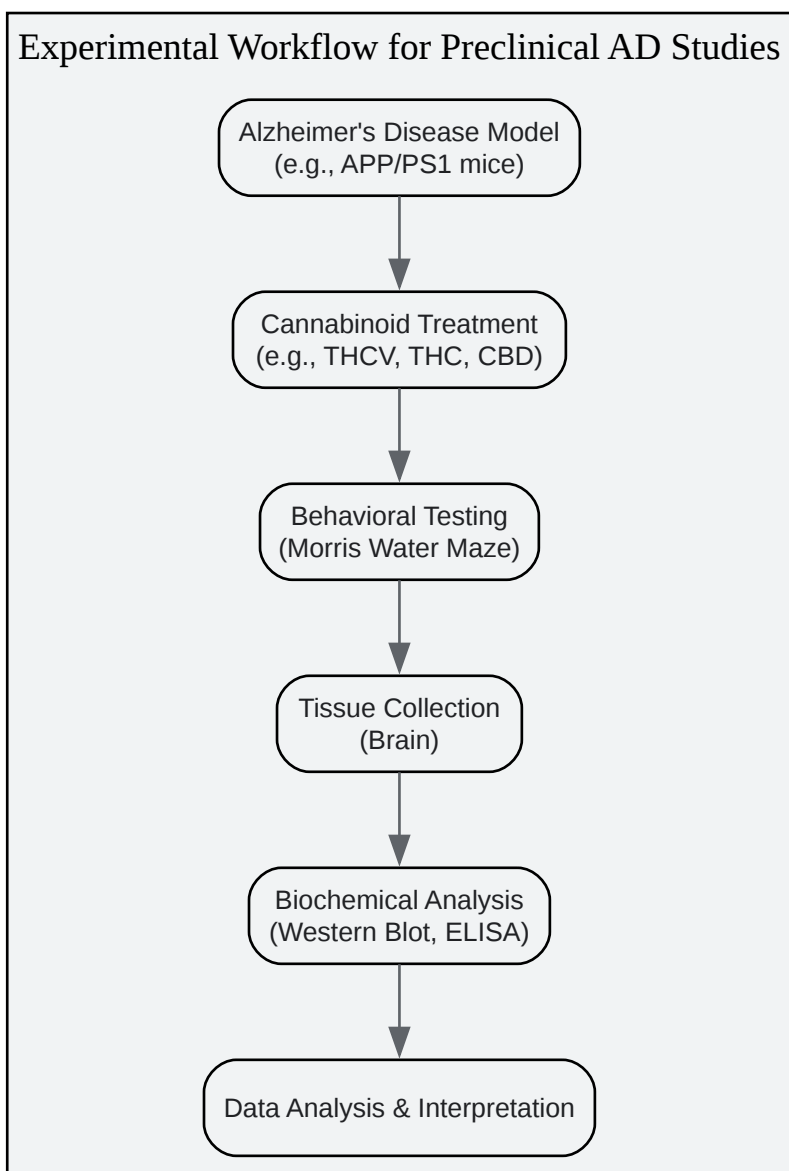 Experimental Workflow for Preclinical AD Studies
Alzheimer's Disease Model
(e.g., APP/PS1 mice)
Cannabinoid Treatment
(e.g., THCV, THC, CBD)
Behavioral Testing
(Morris Water Maze)
Tissue Collection
(Brain)
Biochemical Analysis
(Western Blot, ELISA)
Data Analysis & Interpretation